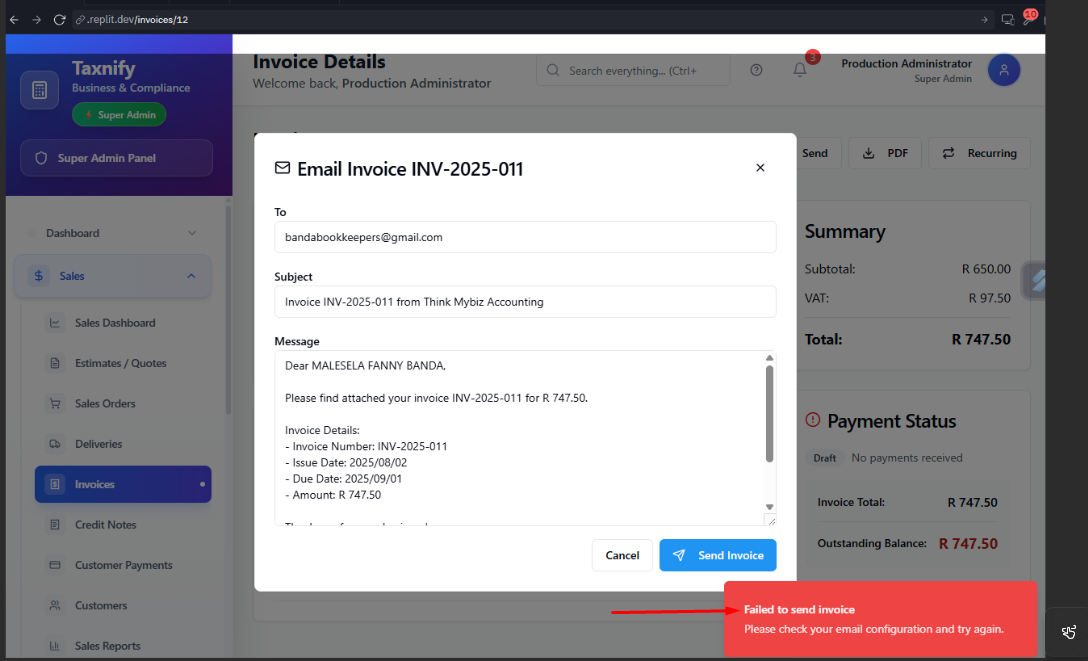 .replit.dev/invoices/12
10
Taxnify
Business & Compliance
Super Admin
Super Admin Panel
Dashboard
Sales
Sales Dashboard
Estimates / Quotes
Sales Orders
Deliveries
Invoices
Credit Notes
Customer Payments
Customers
Sales Reports
Invoice Details
Welcome back, Production Administrator
Search everything... (Ctrl+
3
Production Administrator
Super Admin
Send
PDF
Recurring
Email Invoice INV-2025-011
To
bandabookkeepers@gmail.com
Subject
Invoice INV-2025-011 from Think Mybiz Accounting
Message
Dear MALESELA FANNY BANDA,
Please find attached your invoice INV-2025-011 for R 747.50.
Invoice Details:
- Invoice Number: INV-2025-011
- Issue Date: 2025/08/02
- Due Date: 2025/09/01
- Amount: R 747.50
Cancel
Send Invoice
Summary
Subtotal: R 650.00
VAT: R 97.50
Total: R 747.50
Payment Status
Draft No payments received
Invoice Total: R 747.50
Outstanding Balance: R 747.50
Failed to send invoice
Please check your email configuration and try again.